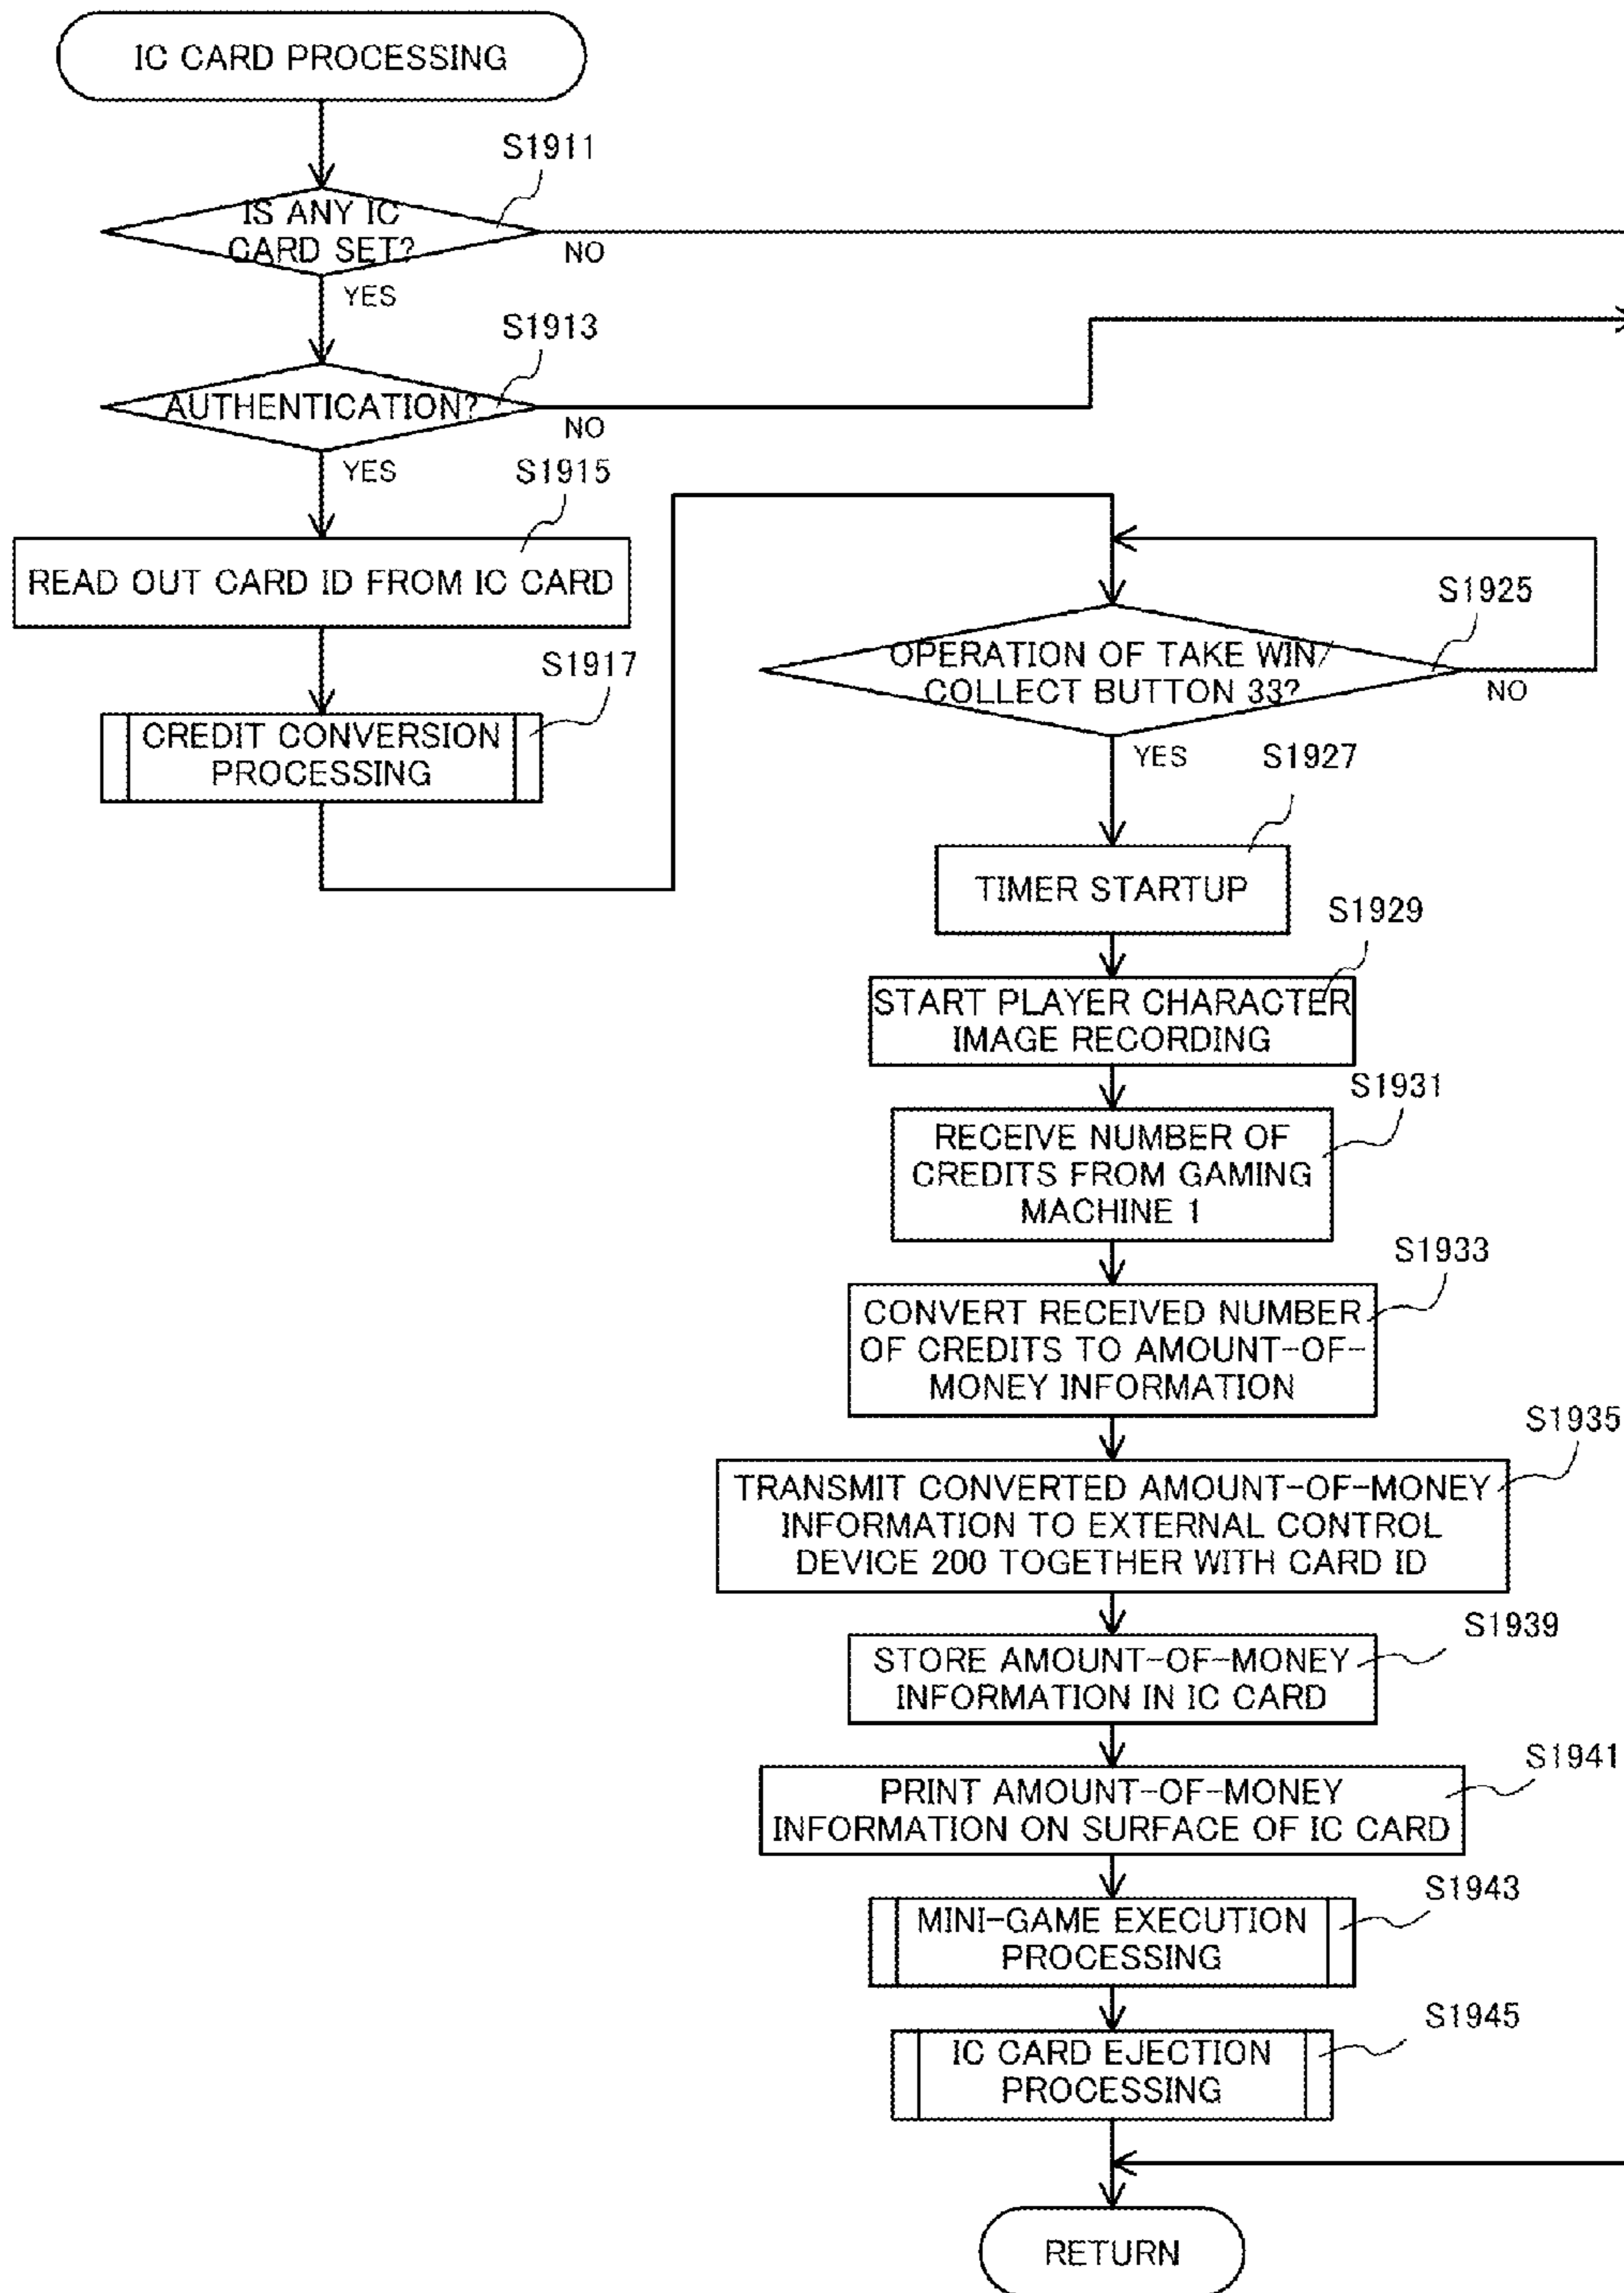 IC CARD PROCESSING
S1911
IS ANY IC
CARD SET?
NO
YES
S1913
AUTHENTICATION?
NO
YES
S1915
READ OUT CARD ID FROM IC CARD
S1917
CREDIT CONVERSION
PROCESSING
S1925
OPERATION OF TAKE WIN/
COLLECT BUTTON 33?
NO
YES
S1927
TIMER STARTUP
S1929
START PLAYER CHARACTER
IMAGE RECORDING
S1931
RECEIVE NUMBER OF
CREDITS FROM GAMING
MACHINE 1
S1933
CONVERT RECEIVED NUMBER
OF CREDITS TO AMOUNT-OF-
MONEY INFORMATION
S1935
TRANSMIT CONVERTED AMOUNT-OF-MONEY
INFORMATION TO EXTERNAL CONTROL
DEVICE 200 TOGETHER WITH CARD ID
S1939
STORE AMOUNT-OF-MONEY
INFORMATION IN IC CARD
S1941
PRINT AMOUNT-OF-MONEY
INFORMATION ON SURFACE OF IC CARD
S1943
MINI-GAME EXECUTION
PROCESSING
S1945
IC CARD EJECTION
PROCESSING
RETURN